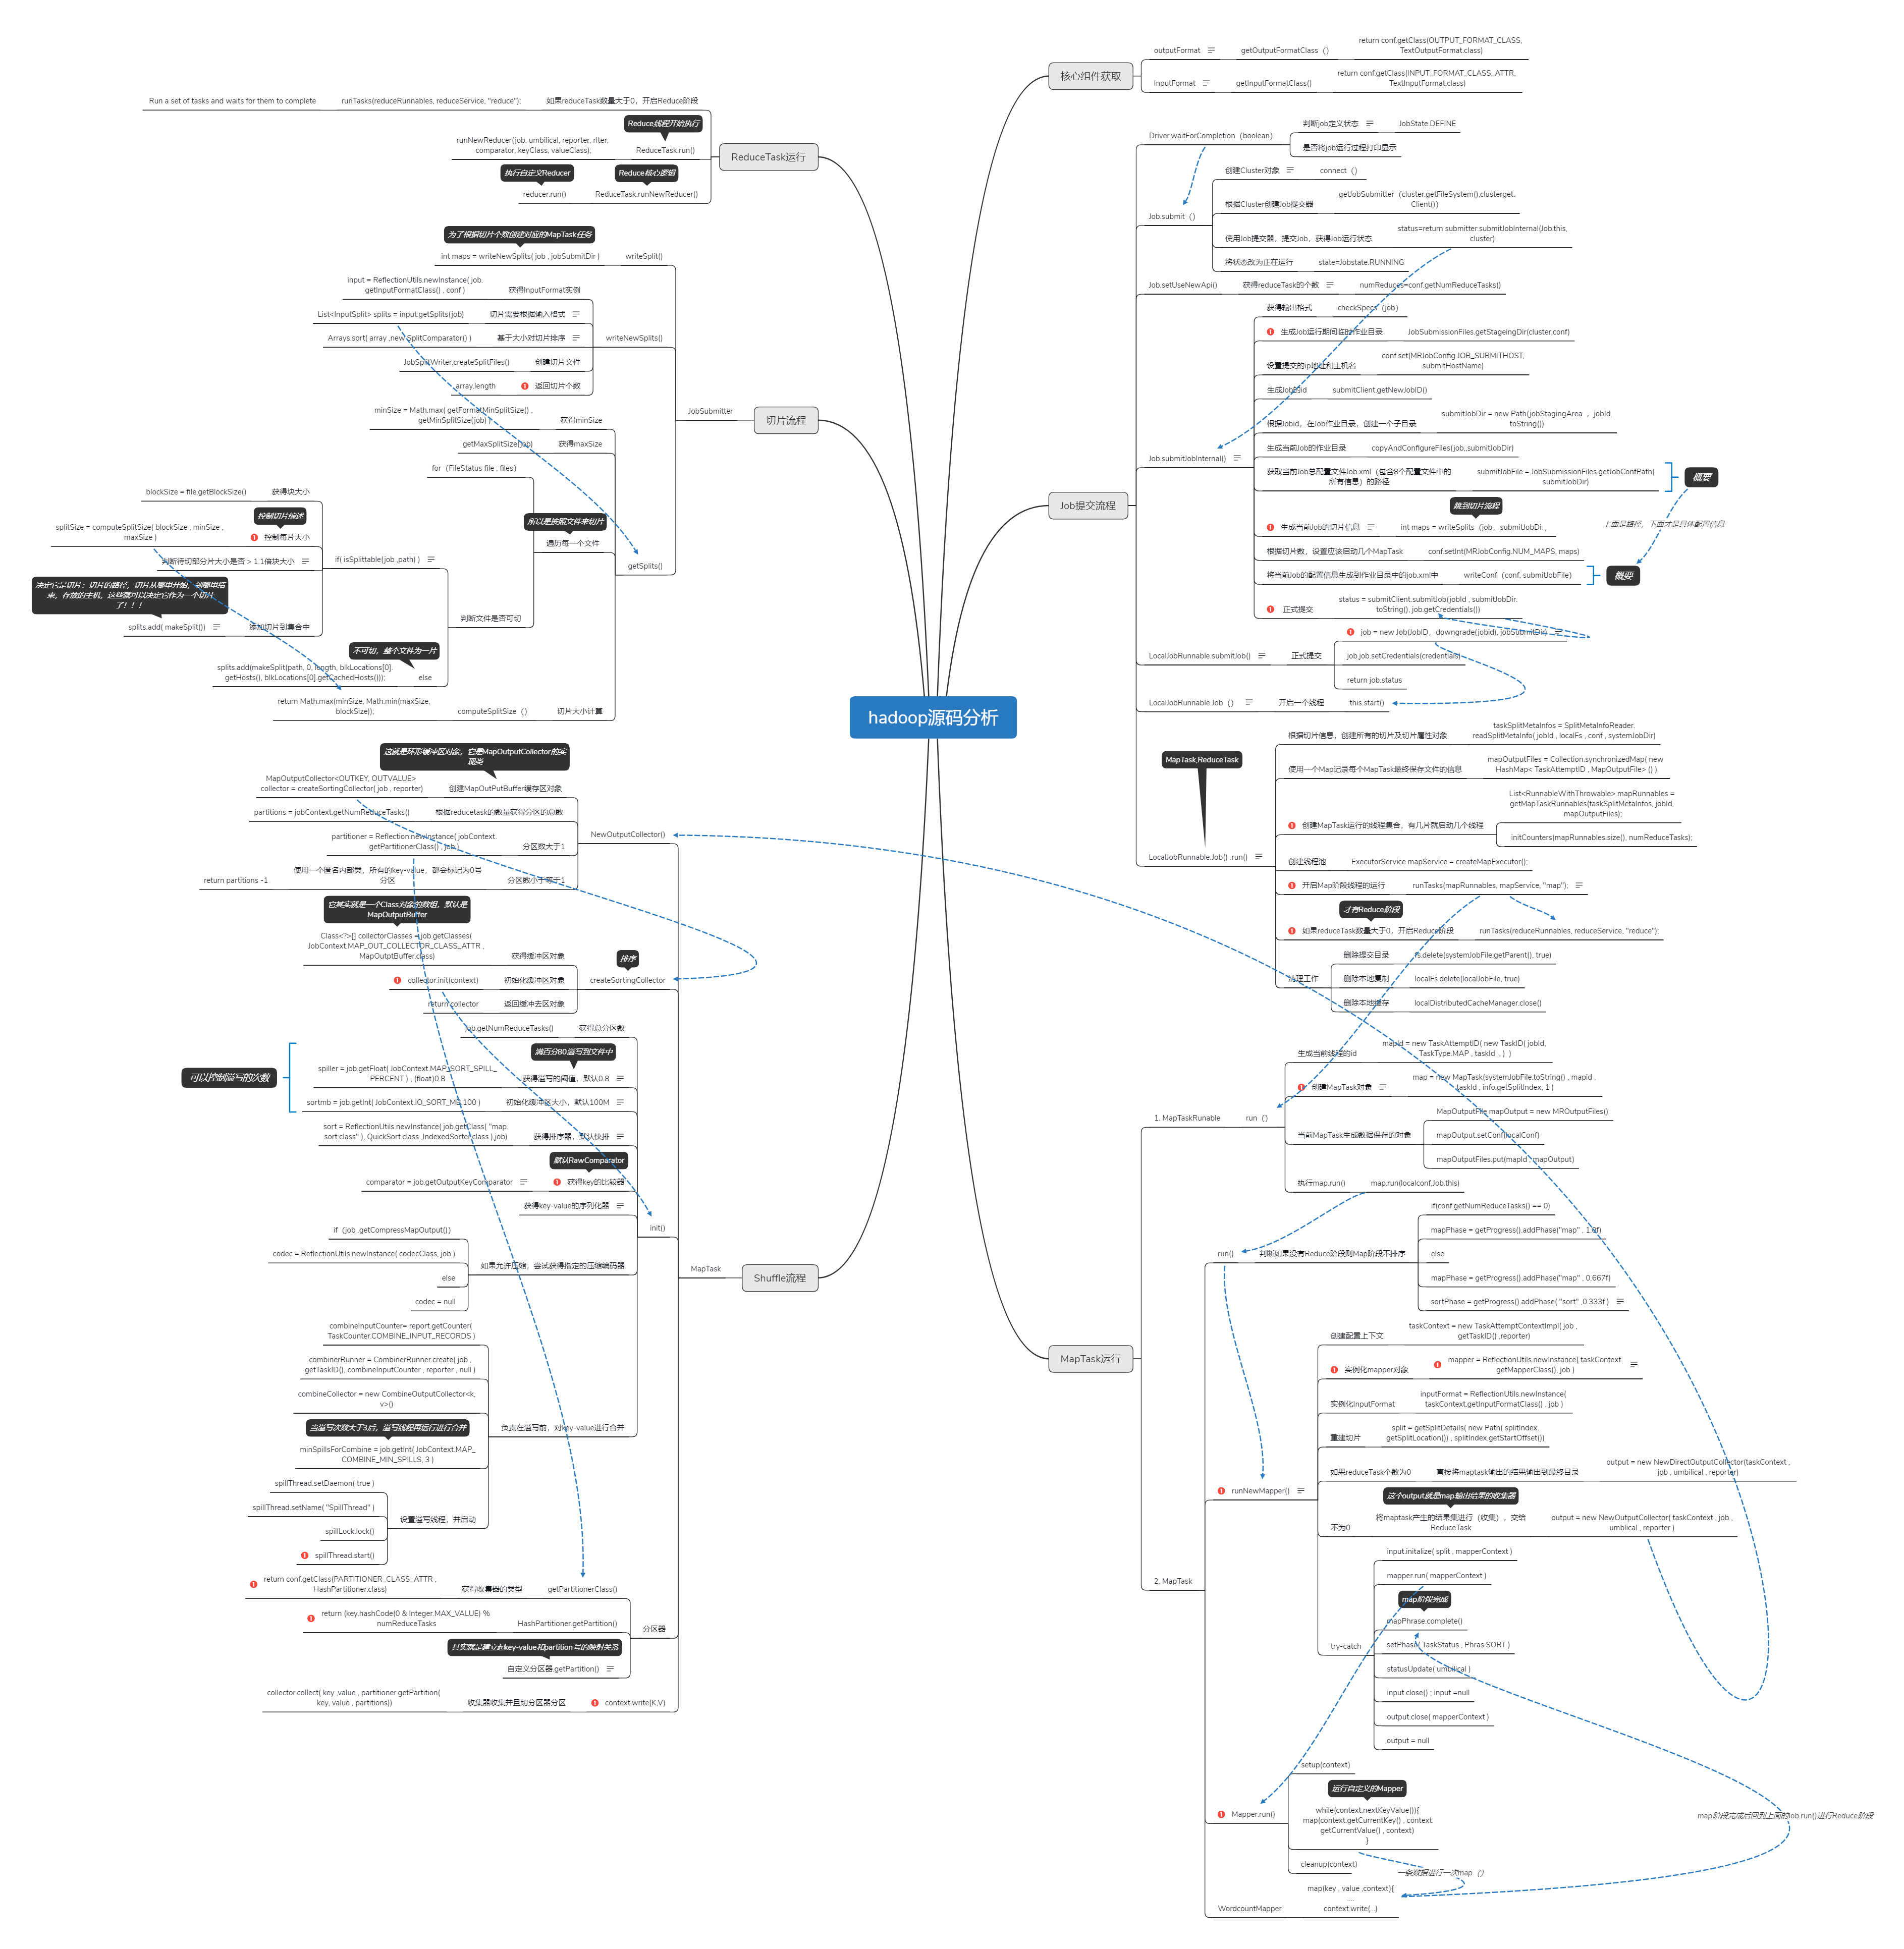 hadoop源码分析
核心组件获取
outputFormat
getOutputFormatClass（）
return conf.getClass(OUTPUT_FORMAT_CLASS,
TextOutputFormat.class)
InputFormat
getInputFormatClass()
return conf.getClass(INPUT_FORMAT_CLASS_ATTR,
TextInputFormat.class)
Job提交流程
Driver.waitForCompletion（boolean）
判断job定义状态
JobState.DEFINE
是否将job运行过程打印显示
Job.submit（）
创建Cluster对象
connect（）
根据Cluster创建Job提交器
getJobSubmitter（cluster.getFileSystem(),clusterget.
Client()）
使用Job提交器，提交Job，获得Job运行状态
status=return submitter.submitJobInternal(Job.this,
cluster)
将状态改为正在运行
state=Jobstate.RUNNING
Job.setUseNewApi()
获得reduceTask的个数
numReduces=conf.getNumReduceTasks()
Job.submitJobInternal()
获得输出格式
checkSpecs（job）
生成Job运行期间临时作业目录
JobSubmissionFiles.getStageingDir(cluster,conf)
设置提交的ip地址和主机名
conf.set(MRJobConfig.JOB_SUBMITHOST,
submitHostName)
生成Job的id
submitClient.getNewJobID()
根据Jobid，在Job作业目录，创建一个子目录
submitJobDir = new Path(jobStagingArea ，jobId.
toString())
生成当前Job的作业目录
copyAndConfigureFiles(job,,submitJobDir)
获取当前Job总配置文件Job.xml（包含8个配置文件中的
所有信息）的路径
submitJobFile = JobSubmissionFiles.getJobConfPath(
submitJobDir)
概要
上面是路径，下面才是具体配置信息
跳到切片流程
生成当前Job的切片信息
int maps = writeSplits（job，submitJobDi: ,
根据切片数，设置应该启动几个MapTask
conf.setInt(MRJobConfig.NUM_MAPS, maps)
将当前Job的配置信息生成到作业目录中的job.xml中
writeConf（conf, submitJobFile）
概要
正式提交
status = submitClient.submitJob(jobId , submitJobDir.
toString(), job.getCredentials())
LocalJobRunnable.submitJob()
正式提交
job = new Job(JobID，downgrade(jobid), jobSubmitDir)
job.job.setCredentials(credentials)
return job.status
LocalJobRunnable.Job（）
开启一个线程
this.start()
MapTask,ReduceTask
LocalJobRunnable.Job() .run()
根据切片信息，创建所有的切片及切片属性对象
taskSplitMetaInfos = SplitMetaInfoReader.
readSplitMetaInfo( jobId , localFs , conf , systemJobDir)
使用一个Map记录每个MapTask最终保存文件的信息
mapOutputFiles = Collection.synchronizedMap( new
HashMap< TaskAttemptID , MapOutputFile> () )
创建MapTask运行的线程集合，有几片就启动几个线程
List<RunnableWithThrowable> mapRunnables =
getMapTaskRunnables(taskSplitMetaInfos, jobId,
mapOutputFiles);
initCounters(mapRunnables.size(), numReduceTasks);
创建线程池
ExecutorService mapService = createMapExecutor();
开启Map阶段线程的运行
runTasks(mapRunnables, mapService, "map");
才有Reduce阶段
如果reduceTask数量大于0，开启Reduce阶段
runTasks(reduceRunnables, reduceService, "reduce");
清理工作
删除提交目录
fs.delete(systemJobFile.getParent(), true)
删除本地复制
localFs.delete(localJobFile, true)
删除本地缓存
localDistributedCacheManager.close()
MapTask运行
1. MapTaskRunable
run（）
生成当前线程的id
mapId = new TaskAttemptID( new TaskID( jobId,
TaskType.MAP , taskId , ) )
创建MapTask对象
map = new MapTask(systemJobFile.toString() , mapid ,
taskId , info.getSplitIndex, 1 )
当前MapTask生成数据保存的对象
MapOutputFile mapOutput = new MROutputFiles()
mapOutput.setConf(localConf)
mapOutputFiles.put(mapId , mapOutput)
执行map.run()
map.run(localconf,Job.this)
2. MapTask
run()
判断如果没有Reduce阶段则Map阶段不排序
if(conf.getNumReduceTasks() == 0)
mapPhase = getProgress().addPhase("map" , 1.0f)
else
mapPhase = getProgress().addPhase("map" , 0.667f)
sortPhase = getProgress().addPhase( "sort" ,0.333f )
runNewMapper()
创建配置上下文
taskContext = new TaskAttemptContextImpl( job ,
getTaskID() ,reporter)
实例化mapper对象
mapper = ReflectionUtils.newInstance( taskContext.
getMapperClass(), job )
实例化InputFormat
inputFormat = ReflectionUtils.newInstance(
taskContext.getInputFormatClass() , job )
重建切片
split = getSplitDetails( new Path( splitIndex.
getSplitLocation()) , splitIndex.getStartOffset())
如果reduceTask个数为0
直接将maptask输出的结果输出到最终目录
output = new NewDirectOutputCollector(taskContext ,
job , umbilical , reporter)
这个output就是map输出结果的收集器
不为0
将maptask产生的结果集进行（收集），交给
ReduceTask
output = new NewOutputCollector( taskContext , job ,
umblical , reporter )
try-catch
input.initalize( split , mapperContext )
mapper.run( mapperContext )
map阶段完成
mapPhrase.complete()
setPhase( TaskStatus , Phras.SORT )
statusUpdate( umuilical )
input.close() ; input =null
output.close( mapperContext )
output = null
Mapper.run()
setup(context)
运行自定义的Mapper
while(context.nextKeyValue()){
map(context.getCurrentKey() , context.
getCurrentValue() , context)
}
cleanup(context)
一条数据进行一次map（）
map阶段完成后回到上面的Job.run()进行Reduce阶段
WordcountMapper
map(key , value ,context){
....
context.write(...)
ReduceTask运行
如果reduceTask数量大于0，开启Reduce阶段
runTasks(reduceRunnables, reduceService, "reduce");
Run a set of tasks and waits for them to complete
Reduce线程开始执行
ReduceTask.run()
runNewReducer(job, umbilical, reporter, rIter,
comparator, keyClass, valueClass);
Reduce核心逻辑
ReduceTask.runNewReducer()
执行自定义Reducer
reducer.run()
切片流程
JobSubmitter
writeSplit()
为了根据切片个数创建对应的MapTask任务
int maps = writeNewSplits( job , jobSubmitDir )
writeNewSplits()
获得InputFormat实例
input = ReflectionUtils.newInstance( job.
getInputFormatClass() , conf )
切片需要根据输入格式
List<InputSplit> splits = input.getSplits(job)
基于大小对切片排序
Arrays.sort( array ,new SplitComparator() )
创建切片文件
JobSplitWriter.createSplitFiles()
返回切片个数
array.length
getSplits()
获得minSize
minSize = Math.max( getFormatMinSplitSize() ,
getMinSplitSize(job) )
获得maxSize
getMaxSplitSize(job)
所以是按照文件来切片
遍历每一个文件
for（FileStatus file ; files）
判断文件是否可切
if( isSplittable(job ,path) )
获得块大小
blockSize = file.getBlockSize()
控制切片综述
控制每片大小
splitSize = computeSplitSize( blockSize , minSize ,
maxSize )
判断待切部分片大小是否 > 1.1倍块大小
决定它是切片：切片的路径，切片从哪里开始，到哪里结
束，存放的主机，这些就可以决定它作为一个切片
了！！！
添加切片到集合中
splits.add( makeSplit())
不可切，整个文件为一片
else
splits.add(makeSplit(path, 0, length, blkLocations[0].
getHosts(), blkLocations[0].getCachedHosts()));
切片大小计算
computeSplitSize（）
return Math.max(minSize, Math.min(maxSize,
blockSize));
Shuffle流程
MapTask
NewOutputCollector()
这就是环形缓冲区对象，它是MapOutputCollector的实
现类
创建MapOutPutBuffer缓存区对象
MapOutputCollector<OUTKEY, OUTVALUE>
collector = createSortingCollector( job , reporter)
根据reducetask的数量获得分区的总数
partitions = jobContext.getNumReduceTasks()
分区数大于1
partitioner = Reflection.newInstance( jobContext.
getPartitionerClass() , job )
分区数小于等于1
使用一个匿名内部类，所有的key-value，都会标记为0号
分区
return partitions -1
排序
createSortingCollector
它其实就是一个Class对象的数组，默认是
MapOutputBuffer
获得缓冲区对象
Class<?>[] collectorClasses = job.getClasses(
JobContext.MAP_OUT_COLLECTOR_CLASS_ATTR ,
MapOutptBuffer.class)
初始化缓冲区对象
collector.init(context)
返回缓冲去区对象
return collector
init()
获得总分区数
job.getNumReduceTasks()
满百分80溢写到文件中
获得溢写的阈值，默认0.8
spiller = job.getFloat( JobContext.MAP_SORT_SPILL_
PERCENT ) , (float)0.8
可以控制溢写的次数
初始化缓冲区大小，默认100M
sortmb = job.getInt( JobContext.IO_SORT_MB,100 )
获得排序器，默认快排
sort = ReflectionUtils.newInstance( job.getClass( "map.
sort.class" ), QuickSort.class ,IndexedSorter.class ),job)
默认RawComparator
获得key的比较器
comparator = job.getOutputKeyComparator
获得key-value的序列化器
如果允许压缩，尝试获得指定的压缩编码器
if（job .getCompressMapOutput()）
codec = ReflectionUtils.newInstance( codecClass, job )
else
codec = null
负责在溢写前，对key-value进行合并
combineInputCounter= report.getCounter(
TaskCounter.COMBINE_INPUT_RECORDS )
combinerRunner = CombinerRunner.create( job ,
getTaskID(), combineInputCounter , reporter , null )
combineCollector = new CombineOutputCollector<k,
v>()
当溢写次数大于3后，溢写线程再运行进行合并
minSpillsForCombine = job.getInt( JobContext.MAP_
COMBINE_MIN_SPILLS, 3 )
设置溢写线程，并启动
spillThread.setDaemon( true )
spillThread.setName( "SpillThread" )
spillLock.lock()
spillThread.start()
分区器
getPartitionerClass()
获得收集器的类型
return conf.getClass(PARTITIONER_CLASS_ATTR ,
HashPartitioner.class)
HashPartitioner.getPartition()
return (key.hashCode()0 & Integer.MAX_VALUE) %
numReduceTasks
其实就是建立起key-value和partition号的映射关系
自定义分区器.getPartition()
context.write(K,V)
收集器收集并且切分区器分区
collector.collect( key ,value , partitioner.getPartition(
key, value , partitions))